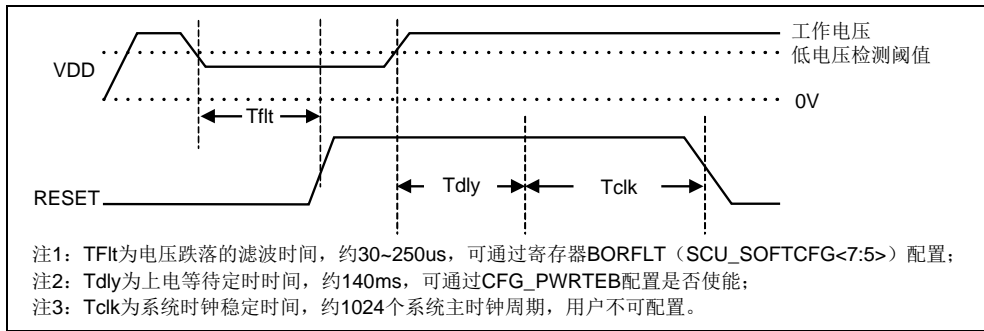 工作电压
低电压检测阈值
VDD
0V
Tflt
Tdly
Tclk
RESET
注1：TFlt为电压跌落的滤波时间，约30~250us，可通过寄存器BORFLT（SCU_SOFTCFG<7:5>）配置；
注2：Tdly为上电等待定时时间，约140ms，可通过CFG_PWRTEB配置是否使能；
注3：Tclk为系统时钟稳定时间，约1024个系统主时钟周期，用户不可配置。